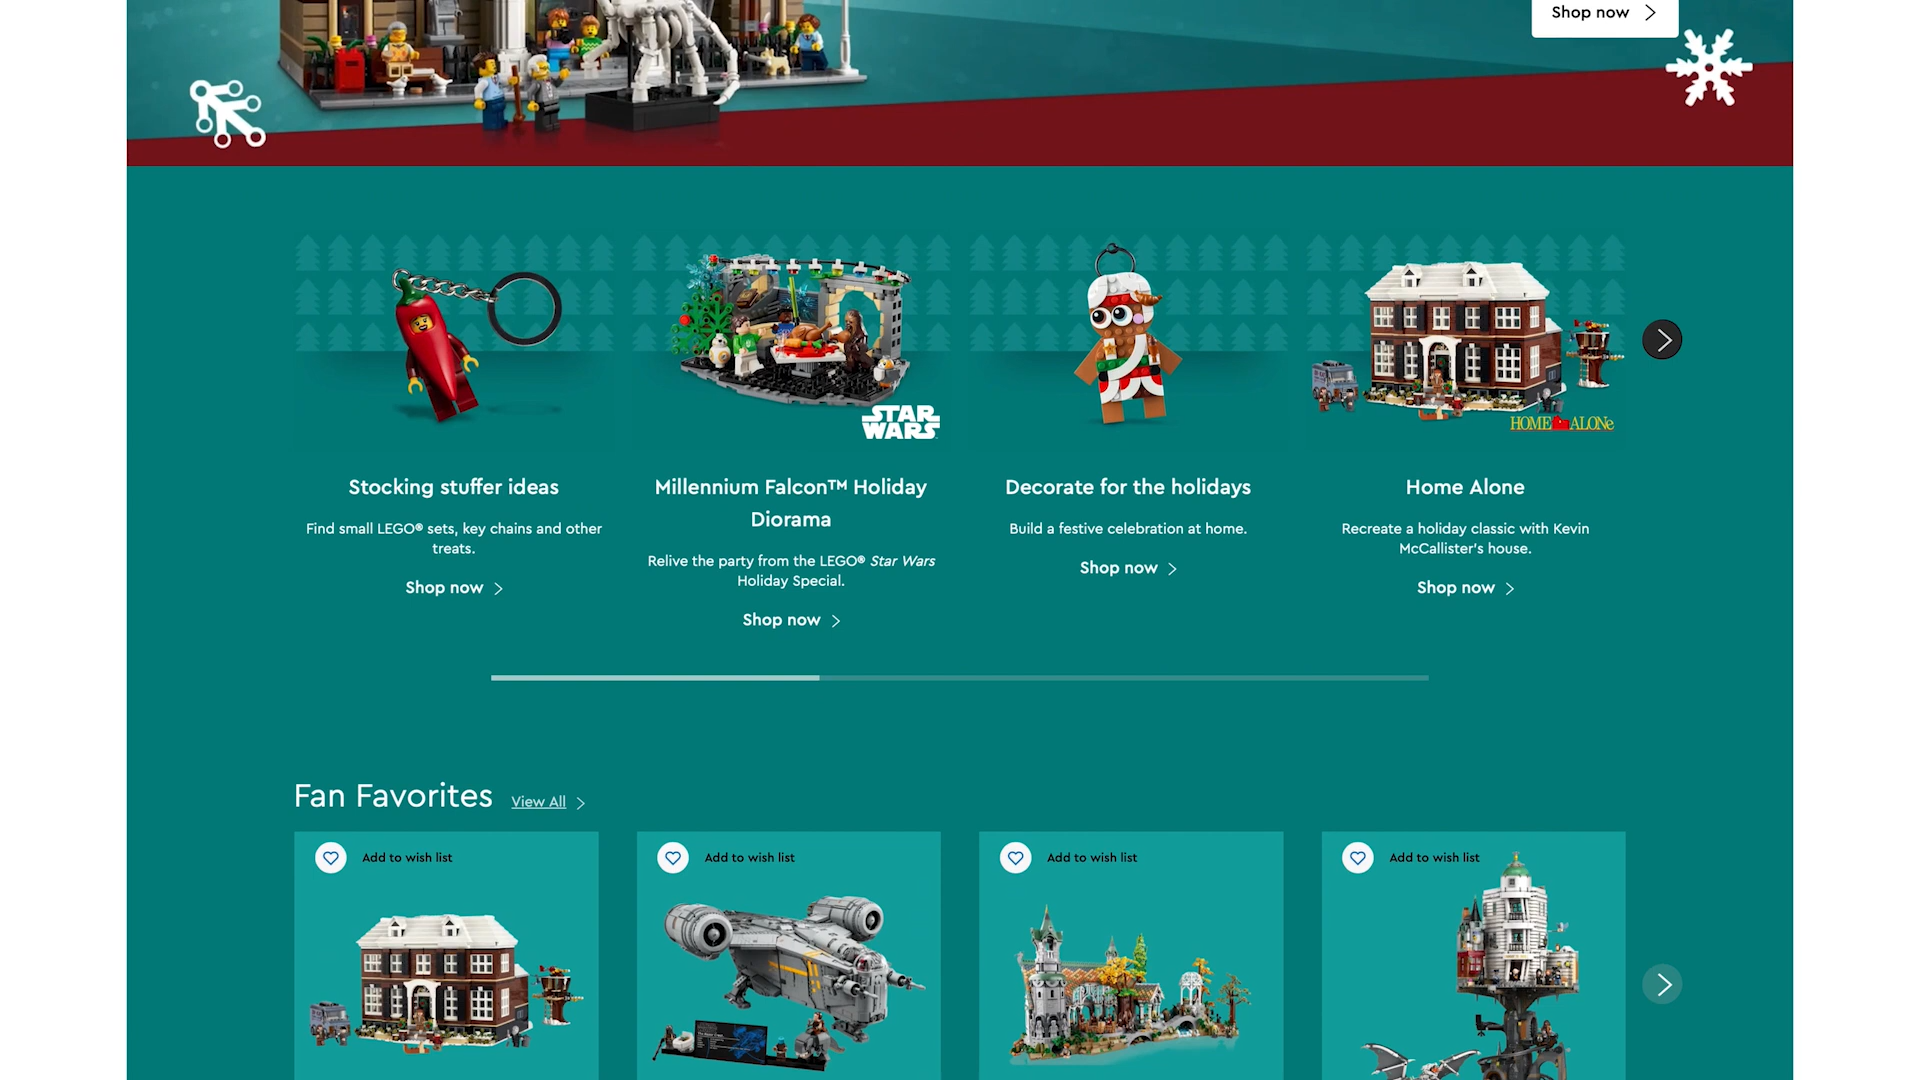 Shop now
STAR
WARS
HOME ALONe
Stocking stuffer ideas
Find small LEGO® sets, key chains and other
treats.
Shop now
Millennium Falcon™ Holiday
Diorama
Relive the party from the LEGO® Star Wars
Holiday Special.
Shop now
Decorate for the holidays
Build a festive celebration at home.
Shop now
Home Alone
Recreate a holiday classic with Kevin
McCallister's house.
Shop now
Fan Favorites
View All
Add to wish list
Add to wish list
Add to wish list
Add to wish list